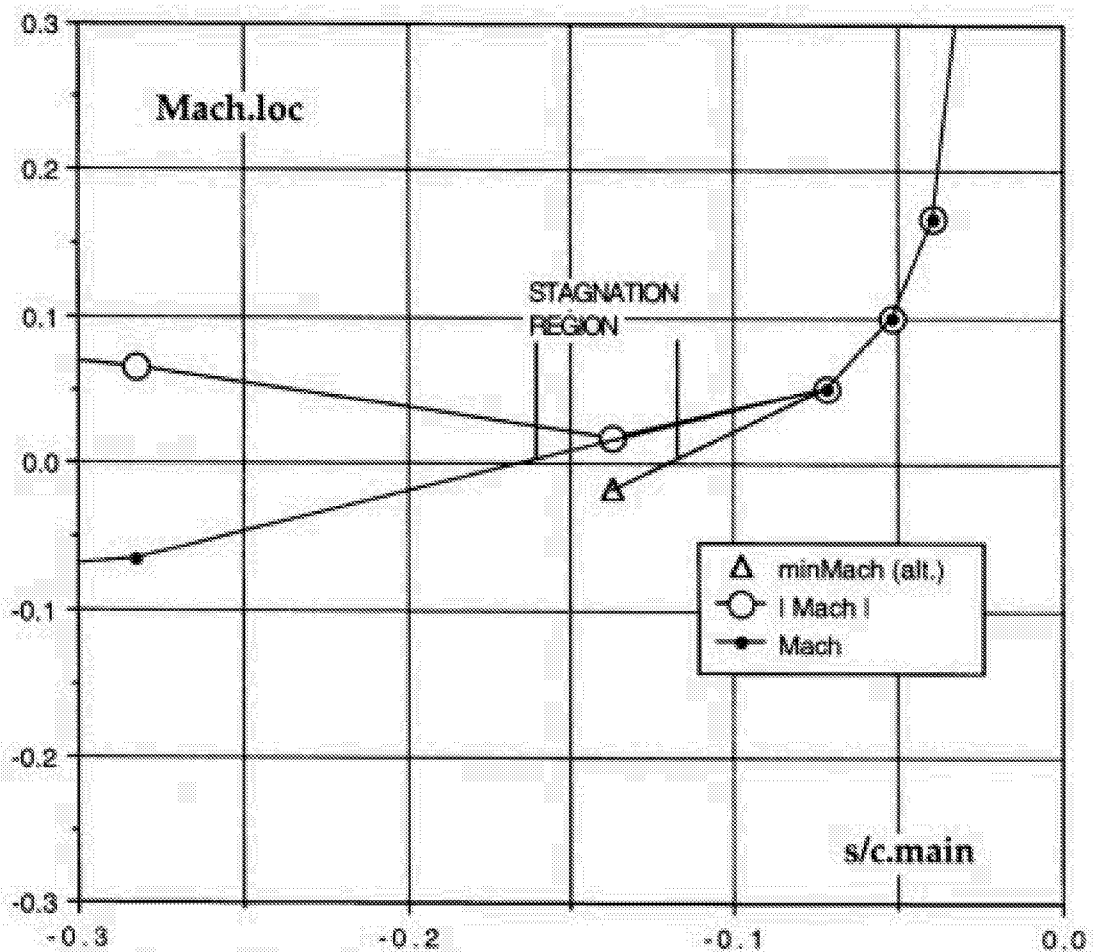 0.3
Mach.loc
0.2
STAGNATION
0.1
REGION
0.0
minMach (alt.)
| Mach |
-0.1
Mach
-0.2
s/c.main
-0.3
-0.3 -0.2 -0.1 0.0